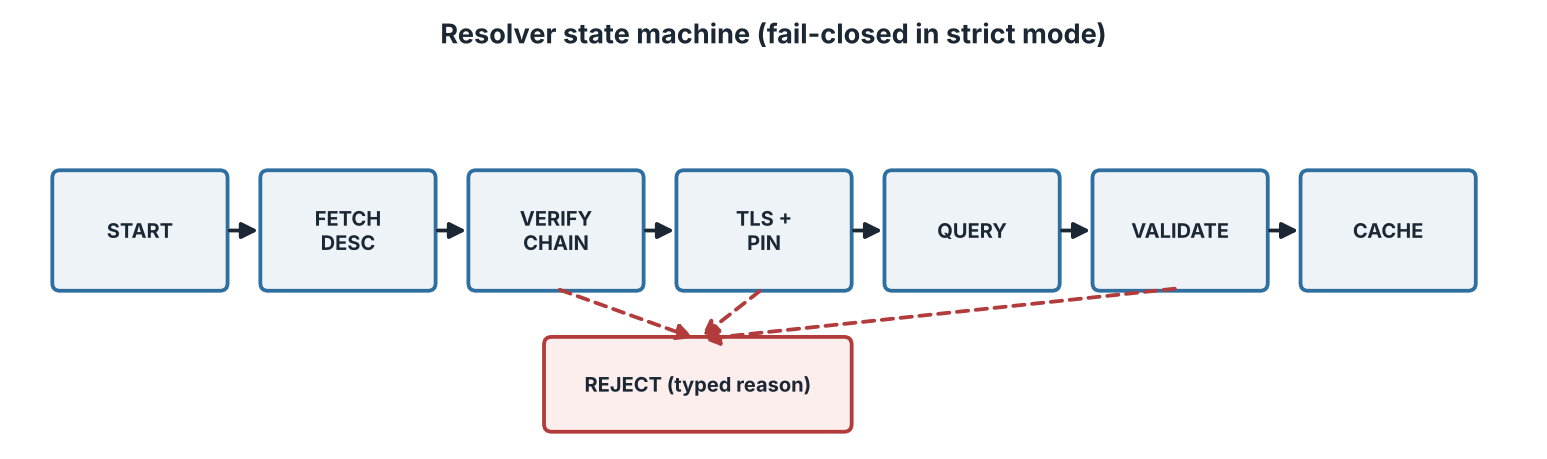 Resolver state machine (fail-closed in strict mode)
START
FETCH
DESC
VERIFY
CHAIN
TLS +
PIN
QUERY
VALIDATE
CACHE
REJECT (typed reason)